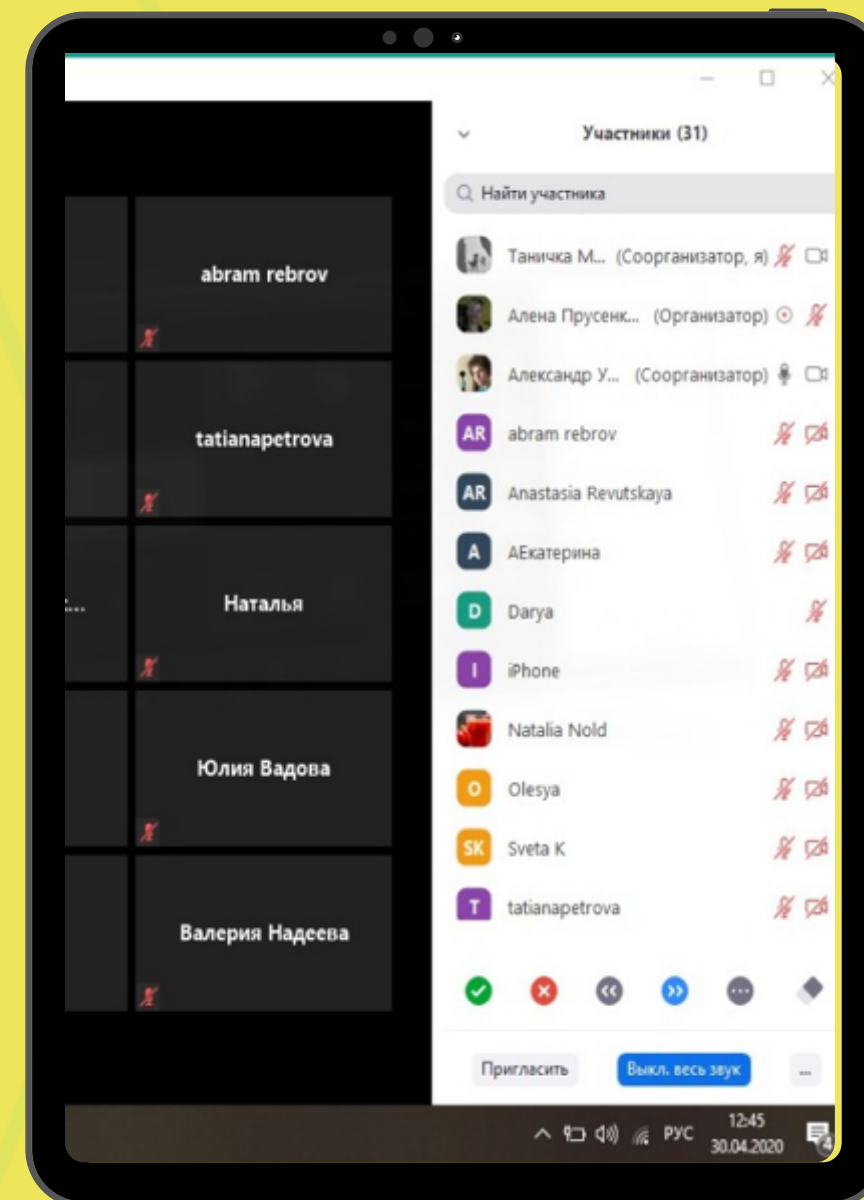 Участники (31)
Найти участника
abram rebrov
tatianapetrova
...
Наталья
Юлия Вадова
Валерия Надеева
Таничка М... (Соорганизатор, я)
Алена Прусенк... (Организатор)
Александр У... (Соорганизатор)
AR abram rebrov
AR Anastasia Revutskaya
A АЕкатерина
D Darya
I iPhone
Natalia Nold
O Olesya
SK Sveta K
T tatianapetrova
Пригласить
Выкл. весь звук
...
РУС
12:45
30.04.2020
4